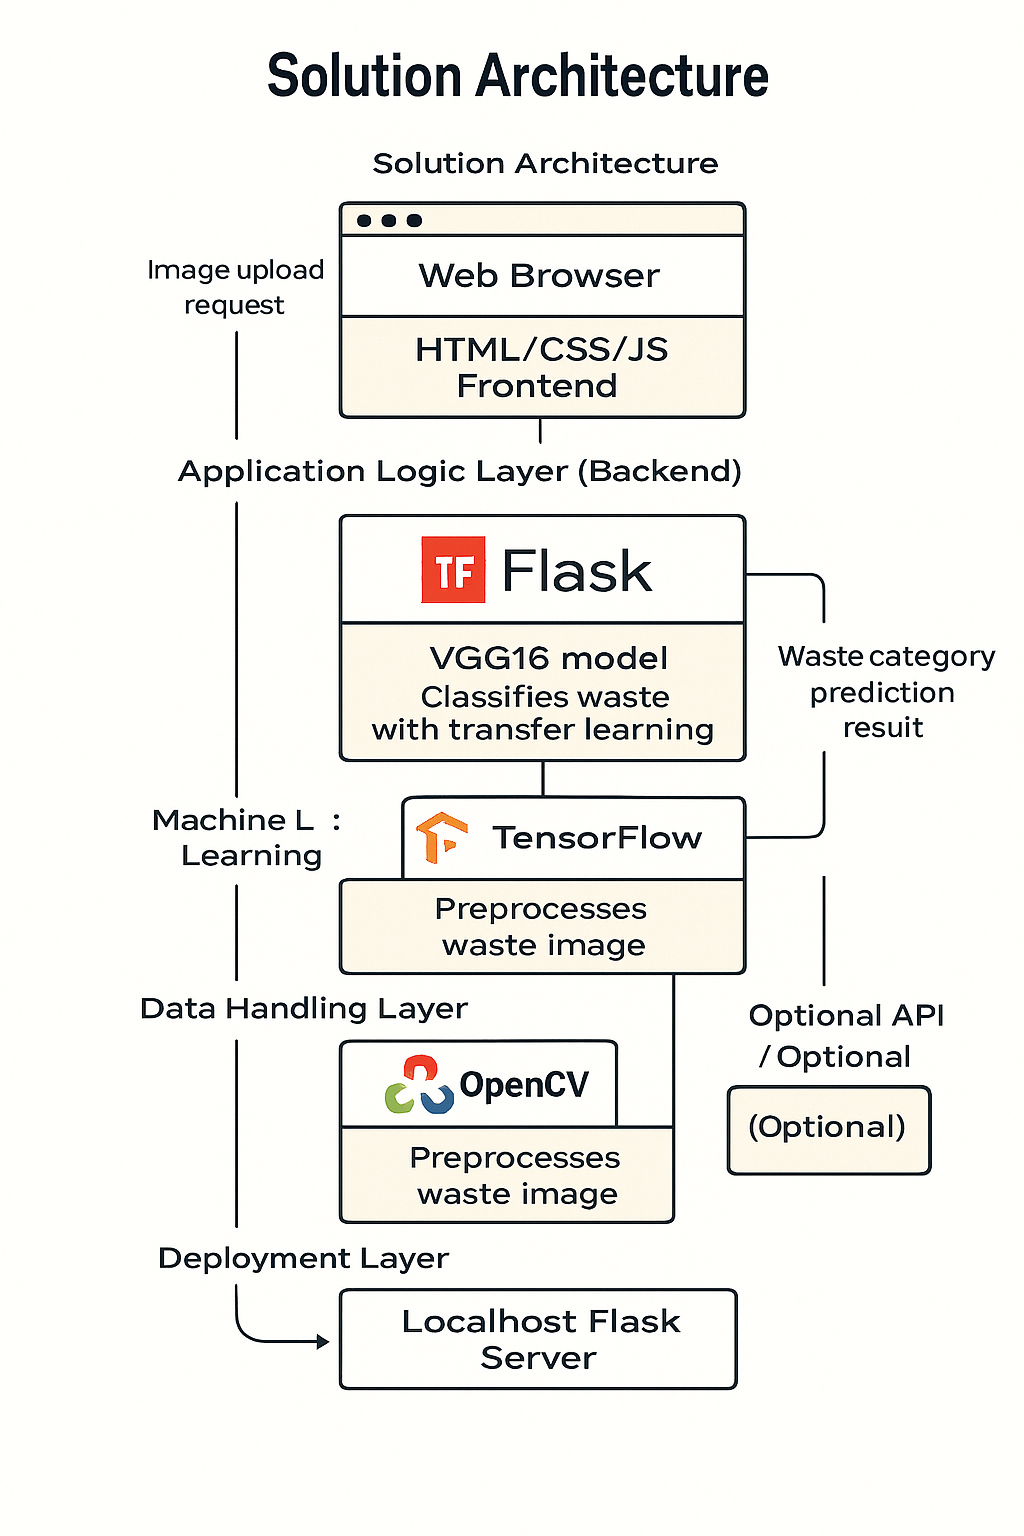 Solution Architecture
Solution Architecture
Image upload
request
Web Browser
HTML/CSS/JS
Frontend
Application Logic Layer (Backend)
TF Flask
VGG16 model
Classifies waste
with transfer learning
Waste category
prediction
resuit
Machine L :
Learning
TensorFlow
Preprocesses
waste image
Data Handling Layer
Optional API
/ Optional
(Optional)
OpenCV
Preprocesses
waste image
Deployment Layer
Localhost Flask
Server